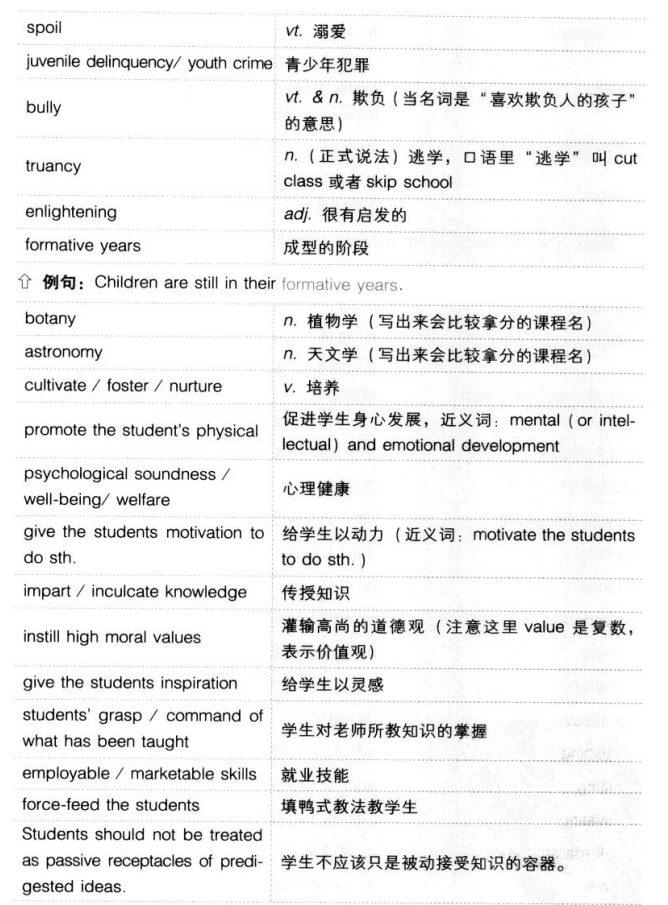 spoil
vt. 溺爱
juvenile delinquency/ youth crime
青少年犯罪
bully
vt. & n. 欺负（当名词是“喜欢欺负人的孩子”
的意思）
truancy
n.（正式说法）逃学，口语里“逃学”叫 cut
class 或者 skip school
enlightening
adj. 很有启发的
formative years
成型的阶段
⇧ 例句：Children are still in their formative years.
botany
n. 植物学（写出来会比较拿分的课程名）
astronomy
n. 天文学（写出来会比较拿分的课程名）
cultivate / foster / nurture
v. 培养
promote the student's physical
促进学生身心发展，近义词：mental (or intel-
lectual) and emotional development
psychological soundness /
well-being/ welfare
心理健康
give the students motivation to
do sth.
给学生以动力（近义词：motivate the students
to do sth.）
impart / inculcate knowledge
传授知识
instill high moral values
灌输高尚的道德观（注意这里 value 是复数，
表示价值观）
give the students inspiration
给学生以灵感
students' grasp / command of
what has been taught
学生对老师所教知识的掌握
employable / marketable skills
就业技能
force-feed the students
填鸭式教法教学生
Students should not be treated
as passive receptacles of predi-
gested ideas.
学生不应该只是被动接受知识的容器。